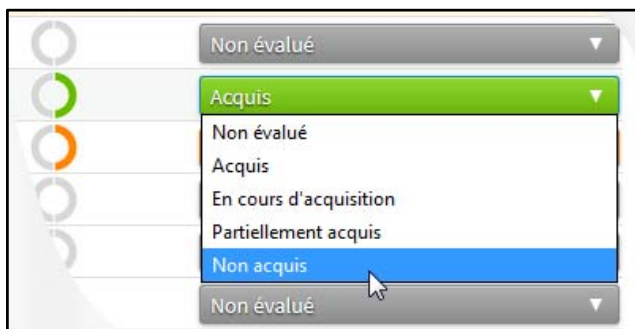 Non évalué
Acquis
Non évalué
Acquis
En cours d'acquisition
Partiellement acquis
Non acquis
Non évalué